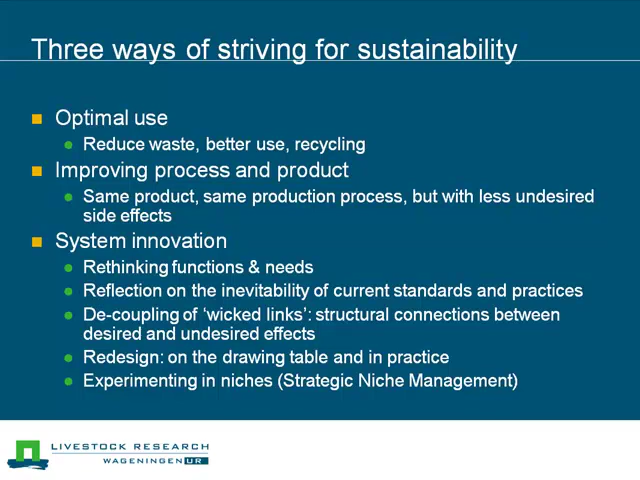 Three ways of striving for sustainability
Optimal use
Reduce waste, better use, recycling
Improving process and product
Same product, same production process, but with less undesired
side effects
System innovation
Rethinking functions & needs
Reflection on the inevitability of current standards and practices
De-coupling of ‘wicked links’: structural connections between
desired and undesired effects
Redesign: on the drawing table and in practice
Experimenting in niches (Strategic Niche Management)
LIVESTOCK RESEARCH
WAGENINGEN UR